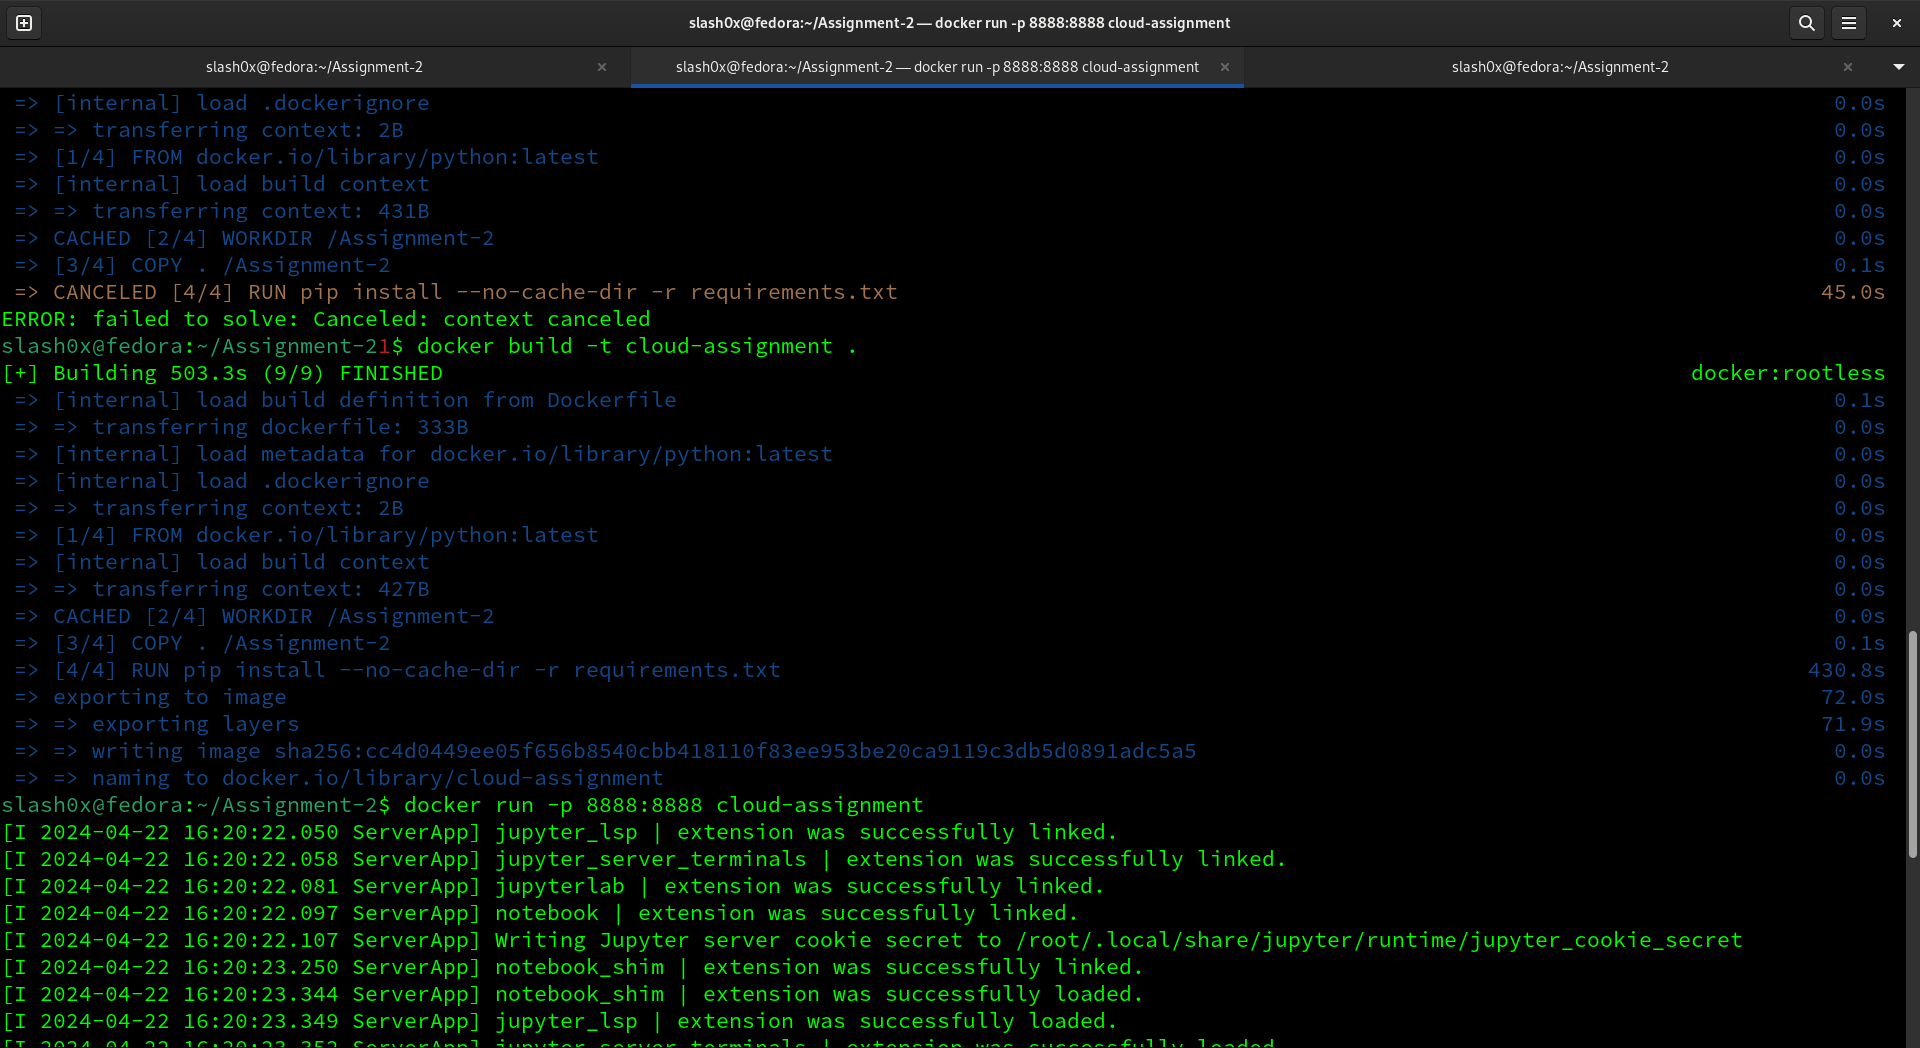 slash0x@fedora:~/Assignment-2 — docker run -p 8888:8888 cloud-assignment
slash0x@fedora:~/Assignment-2 × slash0x@fedora:~/Assignment-2 — docker run -p 8888:8888 cloud-assignment × slash0x@fedora:~/Assignment-2 ×
=> [internal] load .dockerignore 0.0s
=> => transferring context: 2B 0.0s
=> [1/4] FROM docker.io/library/python:latest 0.0s
=> [internal] load build context 0.0s
=> => transferring context: 431B 0.0s
=> CACHED [2/4] WORKDIR /Assignment-2 0.0s
=> [3/4] COPY . /Assignment-2 0.1s
=> CANCELED [4/4] RUN pip install --no-cache-dir -r requirements.txt 45.0s
ERROR: failed to solve: Canceled: context canceled
slash0x@fedora:~/Assignment-21$ docker build -t cloud-assignment .
[+] Building 503.3s (9/9) FINISHED docker:rootless
=> [internal] load build definition from Dockerfile 0.1s
=> => transferring dockerfile: 333B 0.0s
=> [internal] load metadata for docker.io/library/python:latest 0.0s
=> [internal] load .dockerignore 0.0s
=> => transferring context: 2B 0.0s
=> [1/4] FROM docker.io/library/python:latest 0.0s
=> [internal] load build context 0.0s
=> => transferring context: 427B 0.0s
=> CACHED [2/4] WORKDIR /Assignment-2 0.0s
=> [3/4] COPY . /Assignment-2 0.1s
=> [4/4] RUN pip install --no-cache-dir -r requirements.txt 430.8s
=> exporting to image 72.0s
=> => exporting layers 71.9s
=> => writing image sha256:cc4d0449ee05f656b8540cbb418110f83ee953be20ca9119c3db5d0891adc5a5 0.0s
=> => naming to docker.io/library/cloud-assignment 0.0s
slash0x@fedora:~/Assignment-2$ docker run -p 8888:8888 cloud-assignment
[I 2024-04-22 16:20:22.050 ServerApp] jupyter_lsp | extension was successfully linked.
[I 2024-04-22 16:20:22.058 ServerApp] jupyter_server_terminals | extension was successfully linked.
[I 2024-04-22 16:20:22.081 ServerApp] jupyterlab | extension was successfully linked.
[I 2024-04-22 16:20:22.097 ServerApp] notebook | extension was successfully linked.
[I 2024-04-22 16:20:22.107 ServerApp] Writing Jupyter server cookie secret to /root/.local/share/jupyter/runtime/jupyter_cookie_secret
[I 2024-04-22 16:20:23.250 ServerApp] notebook_shim | extension was successfully linked.
[I 2024-04-22 16:20:23.344 ServerApp] notebook_shim | extension was successfully loaded.
[I 2024-04-22 16:20:23.349 ServerApp] jupyter_lsp | extension was successfully loaded.
[I 2024-04-22 16:20:23.352 ServerApp] jupyter_server_terminals | extension was successfully loaded.